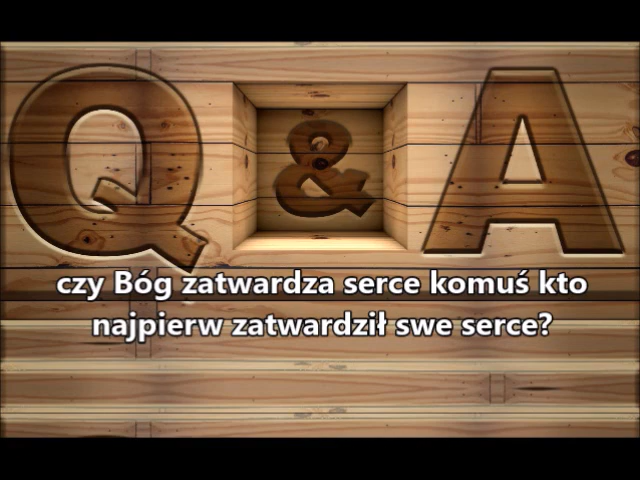 Q & A
czy Bóg zatwardza serce komuś kto
najpierw zatwardził swe serce?